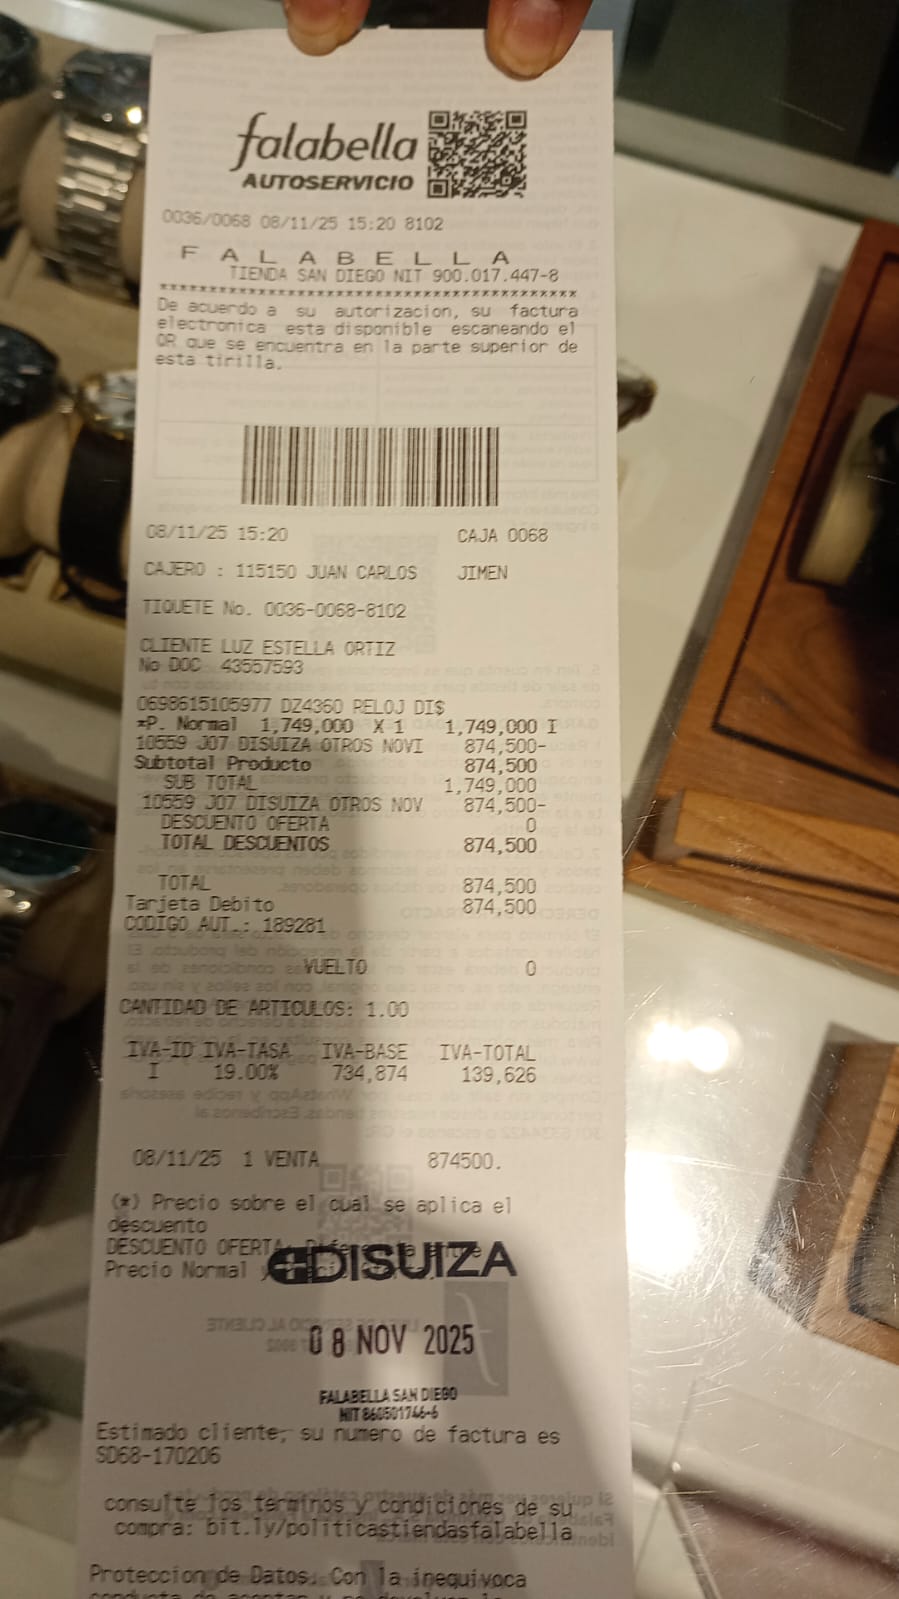 falabella
AUTOSERVICIO
0036/0068 08/11/25 15:20 8102
F A L A B E L L A
TIENDA SAN DIEGO NIT 900.017.447-8
*****************************************
De acuerdo a su autorizacion, su factura
electronica esta disponible escaneando el
QR que se encuentra en la parte superior de
esta tirilla.
08/11/25 15:20 CAJA 0068
CAJERO : 115150 JUAN CARLOS JIMEN
TIQUETE No. 0036-0068-8102
CLIENTE LUZ ESTELLA ORTIZ
No DOC 43557593
0698615105977 DZ4360 RELOJ DI$
*P. Normal 1,749,000 X 1 1,749,000 I
10559 J07 DISUIZA OTROS NOVI 874,500-
Subtotal Producto 874,500
SUB TOTAL 1,749,000
10559 J07 DISUIZA OTROS NOV 874,500-
DESCUENTO OFERTA 0
TOTAL DESCUENTOS 874,500
TOTAL 874,500
Tarjeta Debito 874,500
CODIGO AUT.: 189281
VUELTO 0
CANTIDAD DE ARTICULOS: 1.00
IVA-ID IVA-TASA IVA-BASE IVA-TOTAL
I 19.00% 734,874 139,626
08/11/25 1 VENTA 874500.
(*) Precio sobre el cual se aplica el
descuento
DESCUENTO OFERTA: Diferencia entre
Precio Normal y
DISUIZA
08 NOV 2025
FALABELLA SAN DIEGO
NIT 860501746-6
Estimado cliente, su numero de factura es
SD68-170206
consulte los terminos y condiciones de su
compra: bit.ly/politicastiendasfalabella
Proteccion de Datos. Con la inequivoca